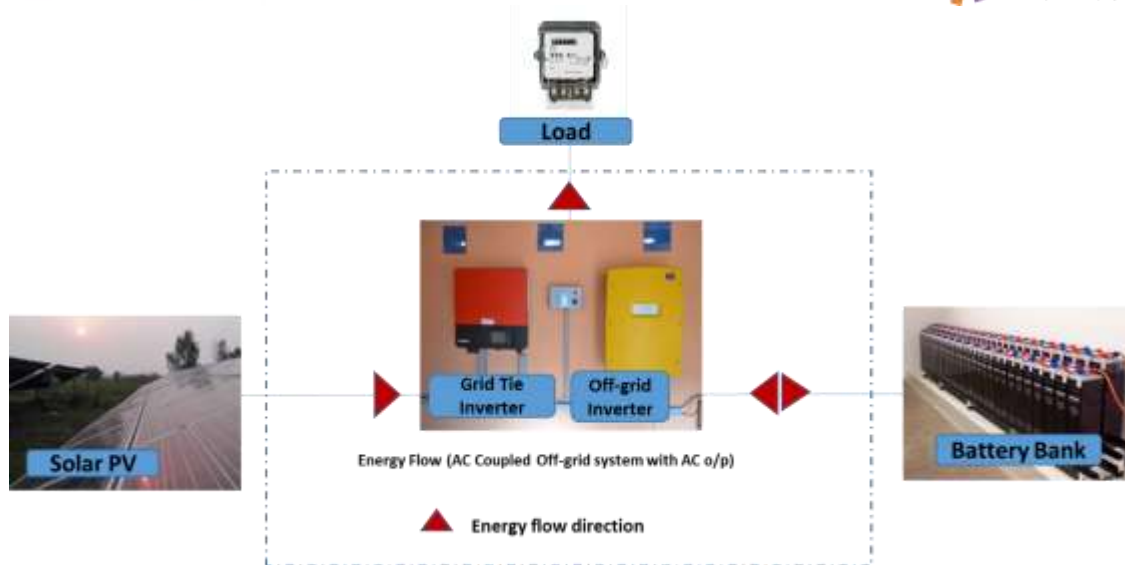 Load
Grid Tie
Inverter
Off-grid
Inverter
Solar PV
Battery Bank
Energy Flow (AC Coupled Off-grid system with AC o/p)
Energy flow direction